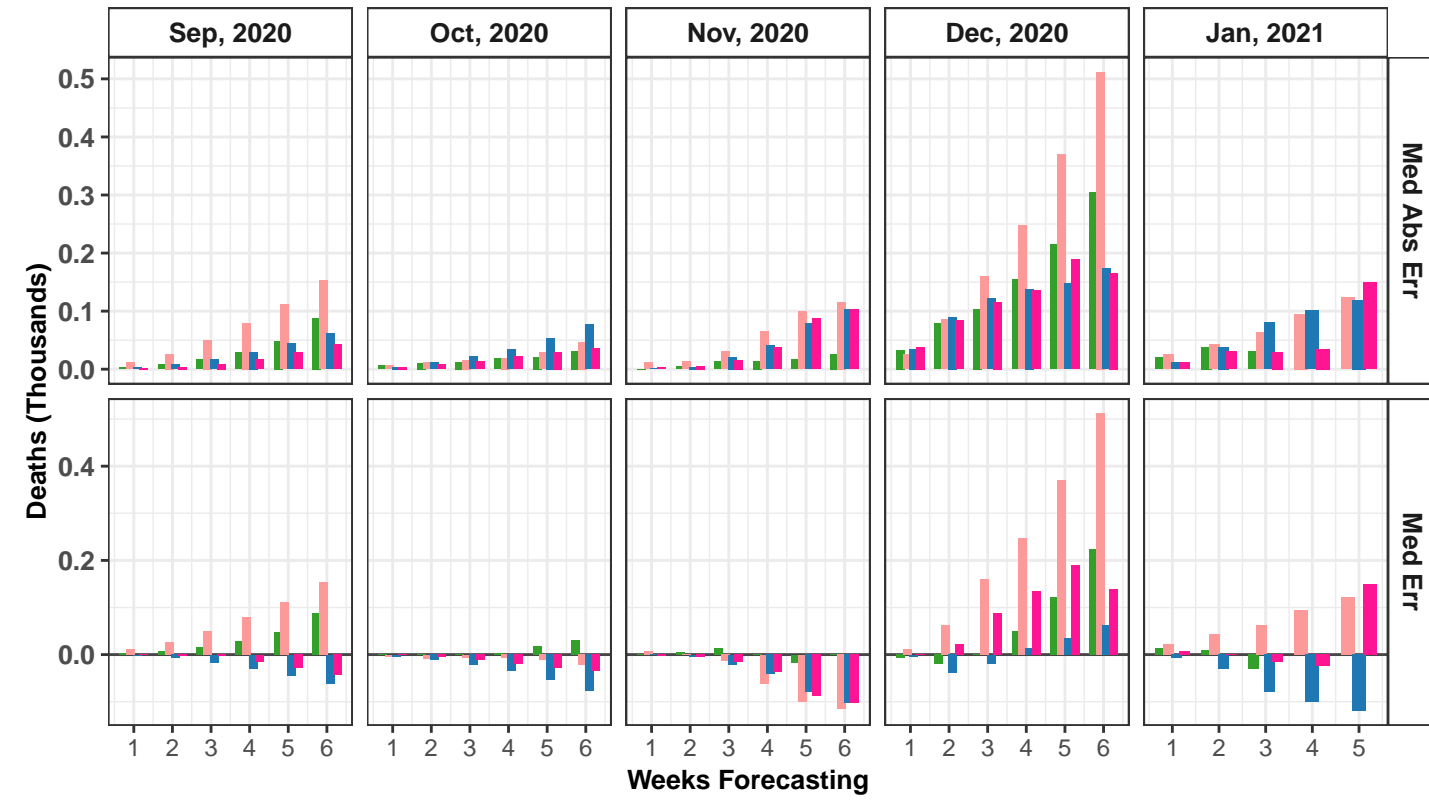 Sep, 2020 Oct, 2020 Nov, 2020 Dec, 2020 Jan, 2021
0.5
0.4
0.3
0.2
0.1
0.0
Med Abs Err
Deaths (Thousands)
0.4
0.2
0.0
Med Err
1 2 3 4 5 6 1 2 3 4 5 6 1 2 3 4 5 6 1 2 3 4 5 6 1 2 3 4 5
Weeks Forecasting